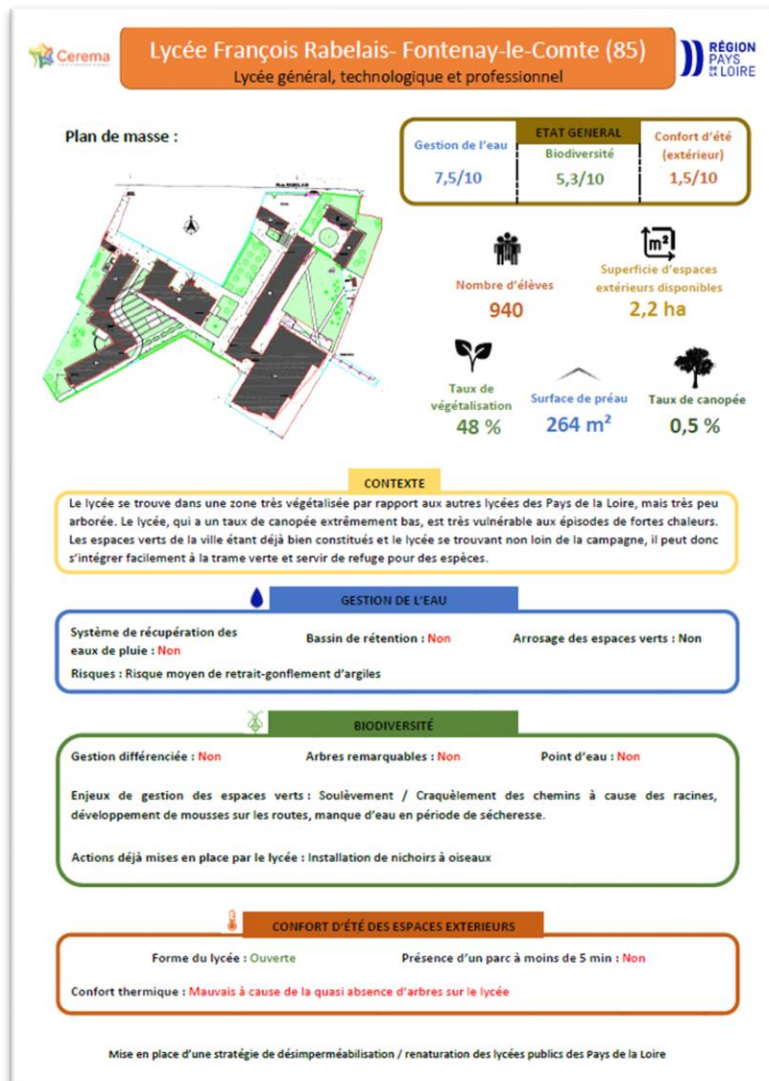 Cerema
Lycée François Rabelais- Fontenay-le-Comte (85)
Lycée général, technologique et professionnel
RÉGION
PAYS
DE LA LOIRE
Plan de masse :
ETAT GENERAL
Gestion de l'eau
7,5/10
Biodiversité
5,3/10
Confort d'été
(extérieur)
1,5/10
Rue RABELAIS
Nombre d'élèves
940
m²
Superficie d'espaces
extérieurs disponibles
2,2 ha
Taux de
végétalisation
48 %
Surface de préau
264 m²
Taux de canopée
0,5 %
CONTEXTE
Le lycée se trouve dans une zone très végétalisée par rapport aux autres lycées des Pays de la Loire, mais très peu
arborée. Le lycée, qui a un taux de canopée extrêmement bas, est très vulnérable aux épisodes de fortes chaleurs.
Les espaces verts de la ville étant déjà bien constitués et le lycée se trouvant non loin de la campagne, il peut donc
s'intégrer facilement à la trame verte et servir de refuge pour des espèces.
GESTION DE L'EAU
Système de récupération des
eaux de pluie : Non
Bassin de rétention : Non
Arrosage des espaces verts : Non
Risques : Risque moyen de retrait-gonflement d'argiles
BIODIVERSITÉ
Gestion différenciée : Non
Arbres remarquables : Non
Point d'eau : Non
Enjeux de gestion des espaces verts : Soulèvement / Craquèlement des chemins à cause des racines,
développement de mousses sur les routes, manque d'eau en période de sécheresse.
Actions déjà mises en place par le lycée : Installation de nichoirs à oiseaux
CONFORT D'ÉTÉ DES ESPACES EXTERIEURS
Forme du lycée : Ouverte
Présence d'un parc à moins de 5 min : Non
Confort thermique : Mauvais à cause de la quasi absence d'arbres sur le lycée
Mise en place d'une stratégie de désimperméabilisation / renaturation des lycées publics des Pays de la Loire